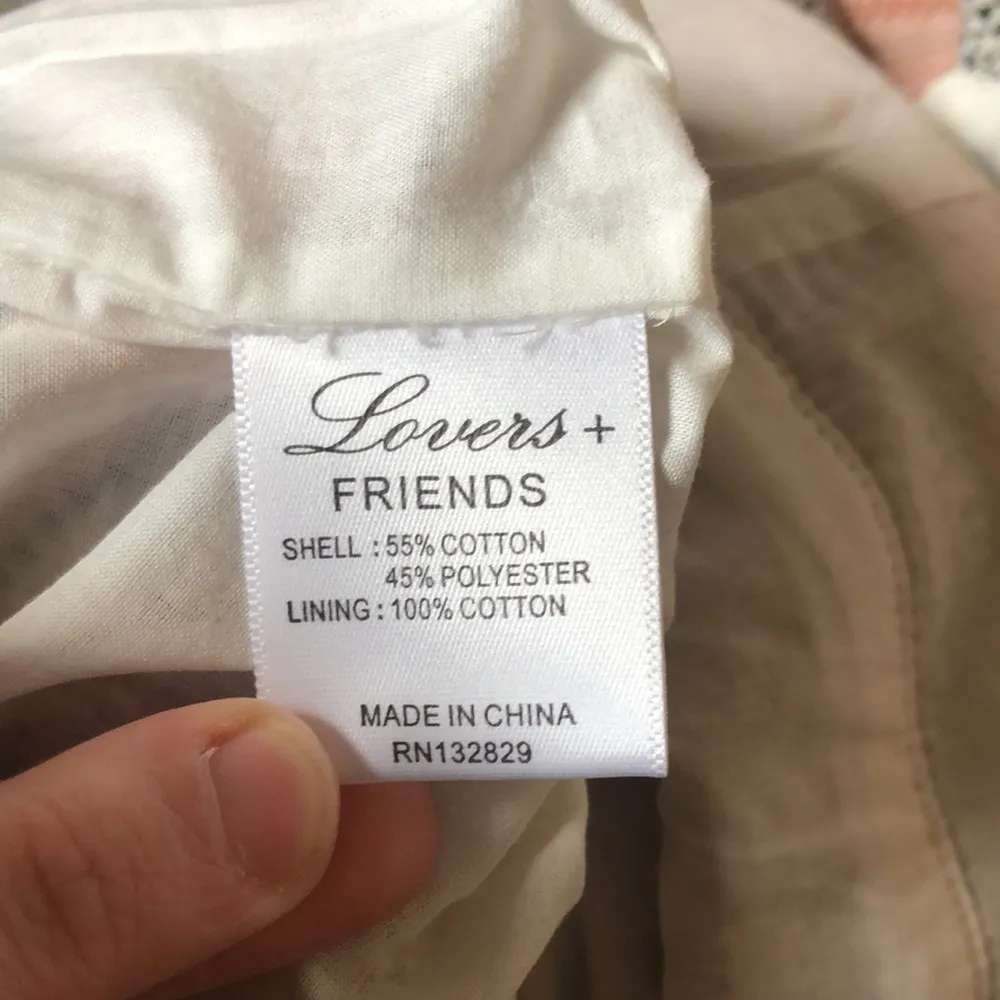 Lovers +
FRIENDS
SHELL : 55% COTTON
45% POLYESTER
LINING : 100% COTTON
MADE IN CHINA
RN132829